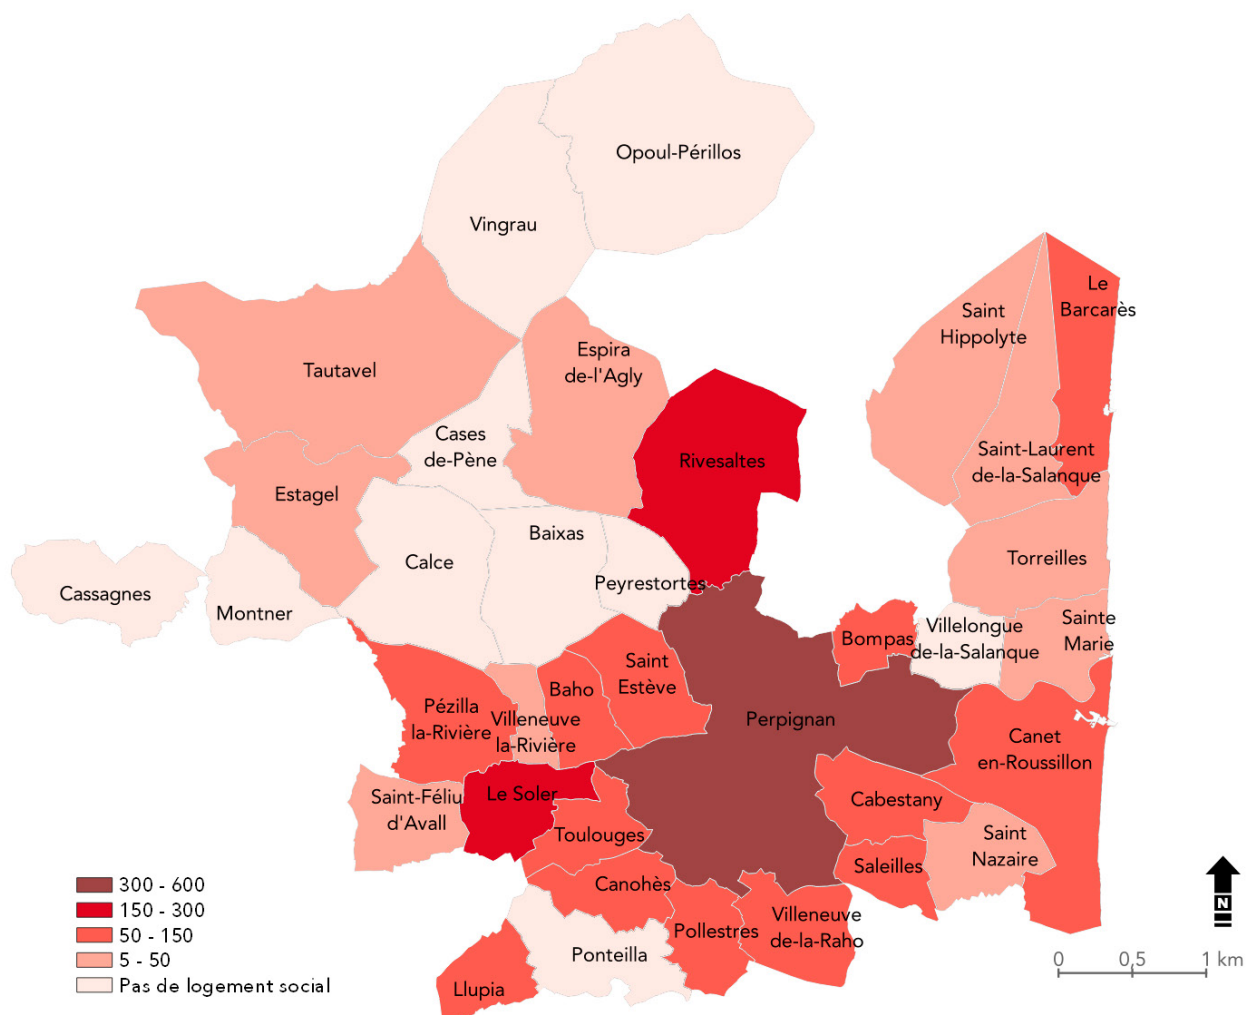 Opoul-Périllos
Vingrau
Le
Barcarès
Saint
Hippolyte
Espira
de-l'Agly
Tautavel
Cases
de-Pène
Rivesaltes
Saint-Laurent
de-la-Salanque
Estagel
Baixas
Calce
Torreilles
Peyrestortes
Cassagnes
Montner
Villelongue
de-la-Salanque
Sainte
Marie
Bompas
Saint
Estève
Baho
Pézilla
la-Rivière
Villeneuve
la-Rivière
Perpignan
Canet
en-Roussillon
Saint-Féliu
d'Avall
Le Soler
Cabestany
Toulouges
Saint
Nazaire
Saleilles
Canohès
Villeneuve
de-la-Raho
Pollestres
Ponteilla
Llupia
300 - 600
150 - 300
50 - 150
5 - 50
Pas de logement social
N
0 0,5 1 km